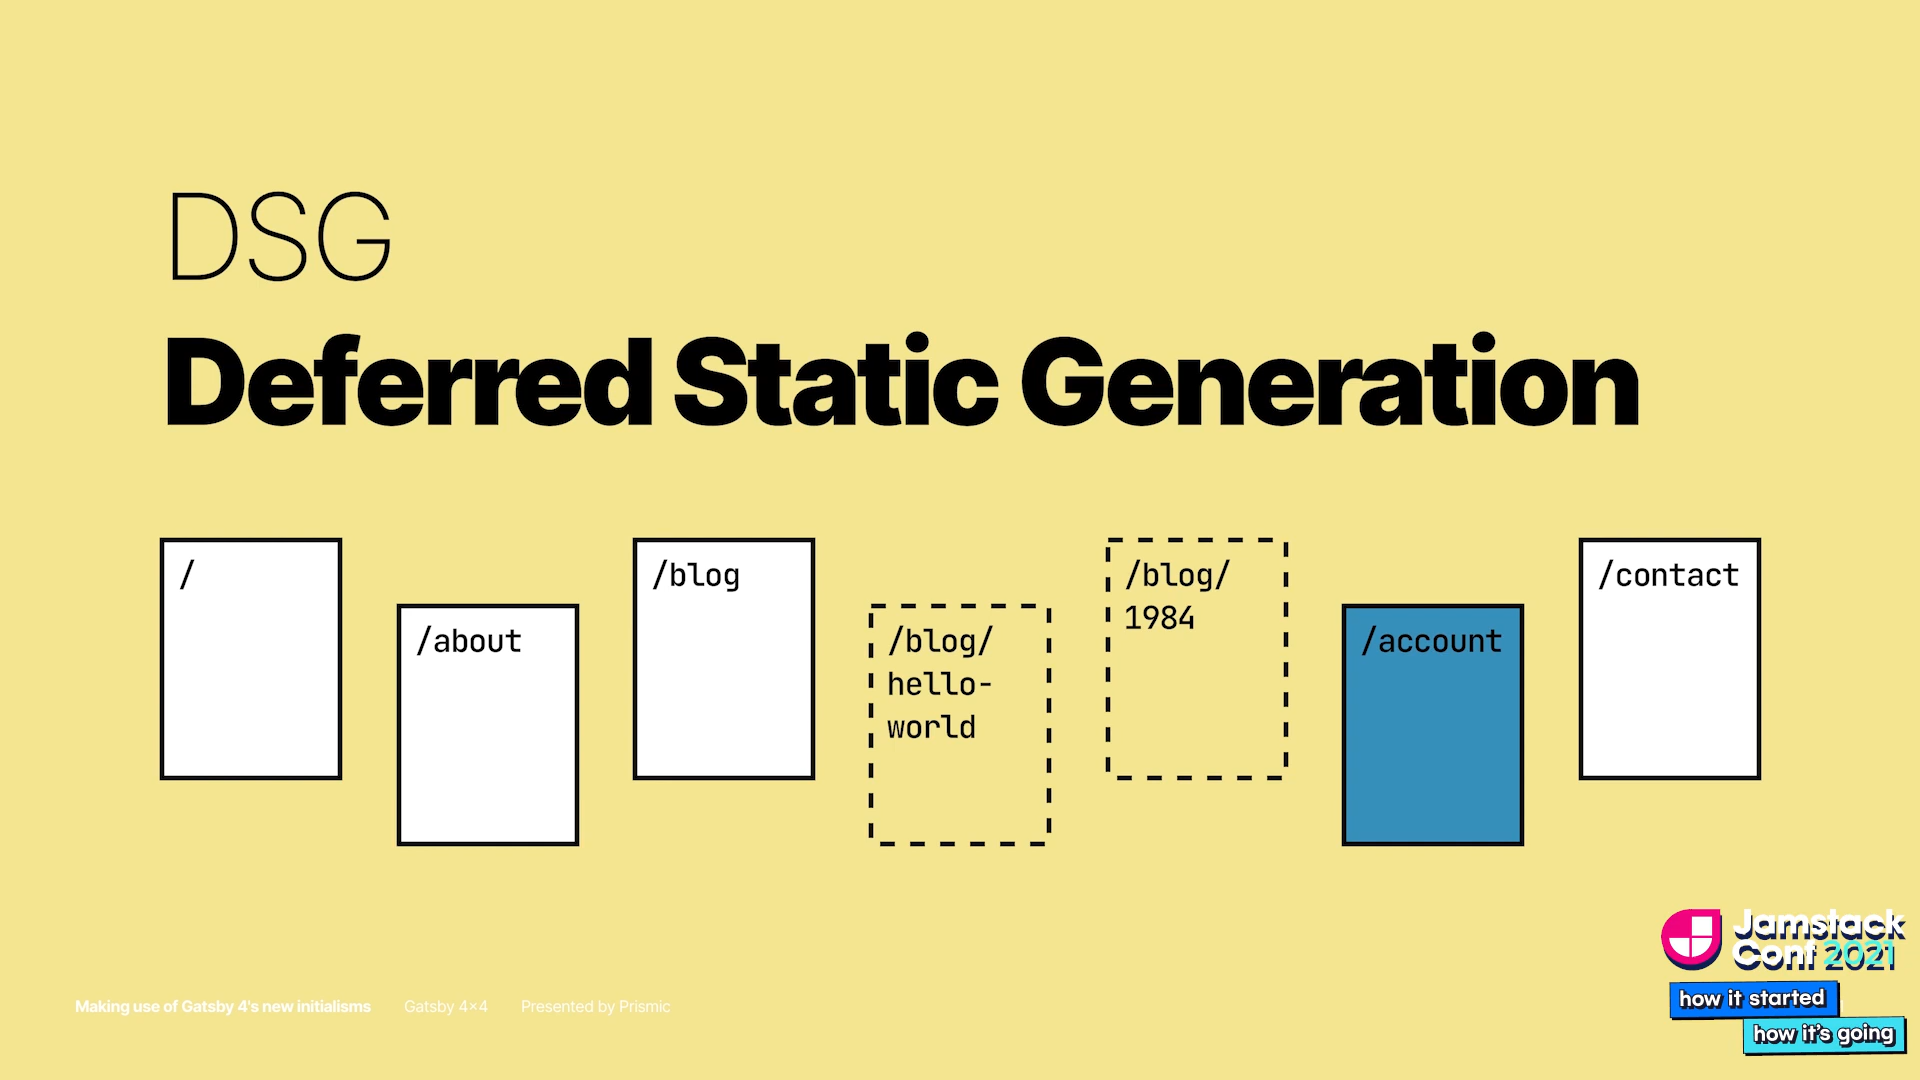 DSG
Deferred Static Generation
/
/about
/blog
/blog/
hello-
world
/blog/
1984
/account
/contact
Jamstack
Conf 2021
how it started
how it's going
Making use of Gatsby 4's new initialisms
Gatsby 4×4
Presented by Prismic